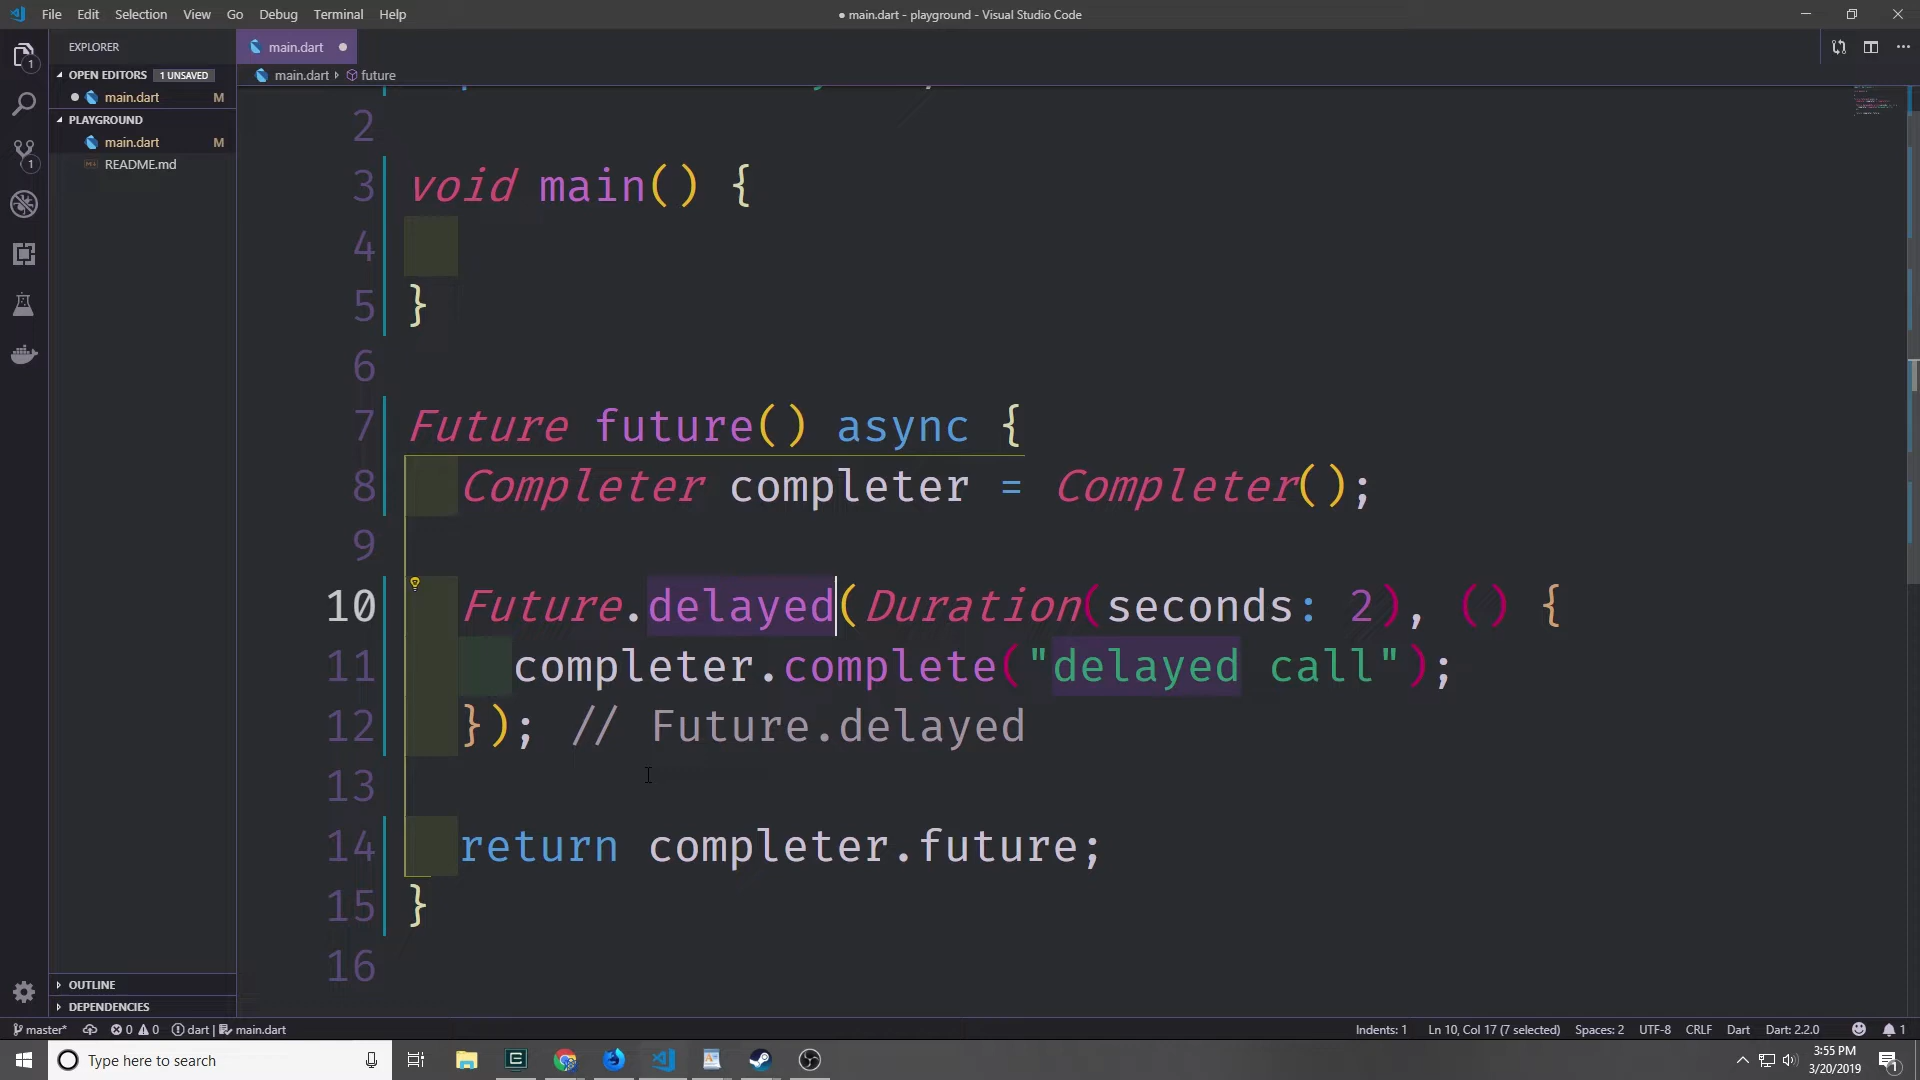 File Edit Selection View Go Debug Terminal Help
● main.dart - playground - Visual Studio Code
EXPLORER
main.dart
OPEN EDITORS 1 UNSAVED
main.dart › future
main.dart M
PLAYGROUND
main.dart M
README.md
2
3 void main() {
4
5 }
6
7 Future future() async {
8 Completer completer = Completer();
9
10 Future.delayed(Duration(seconds: 2), () {
11 completer.complete("delayed call");
12 }); // Future.delayed
13
14 return completer.future;
15 }
16
OUTLINE
DEPENDENCIES
master* 0 0 dart | main.dart
Indents: 1 Ln 10, Col 17 (7 selected) Spaces: 2 UTF-8 CRLF Dart Dart: 2.2.0 1
Type here to search
3:55 PM
3/20/2019